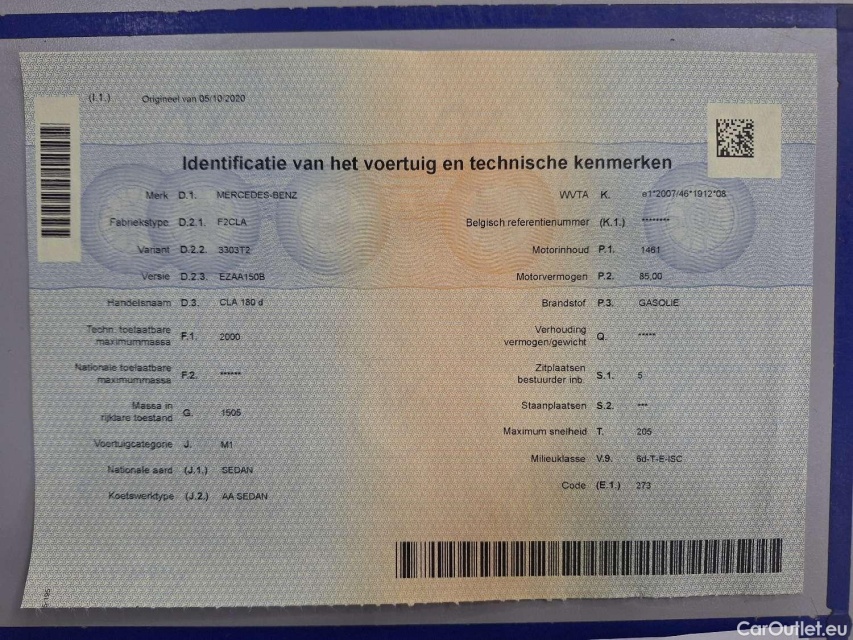 (I.1.) Origineel van 05/10/2020
Identificatie van het voertuig en technische kenmerken
Merk D.1. MERCEDES-BENZ
Fabriekstype D.2.1. F2CLA
Variant D.2.2. 3303T2
Versie D.2.3. EZAA150B
Handelsnaam D.3. CLA 180 d
Techn. toelaatbare
maximummassa F.1. 2000
Nationale toelaatbare
maximummassa F.2. ******
Massa in
rijklare toestand G. 1505
Voertuigcategorie J. M1
Nationale aard (J.1.) SEDAN
Koetswerktype (J.2.) AA SEDAN
WVTA K. e1*2007/46*1912*08
Belgisch referentienummer (K.1.) ********
Motorinhoud P.1. 1461
Motorvermogen P.2. 85,00
Brandstof P.3. GASOLIE
Verhouding
vermogen/gewicht Q. *****
Zitplaatsen
bestuurder inb. S.1. 5
Staanplaatsen S.2. ***
Maximum snelheid T. 205
Milieuklasse V.9. 6d-T-E-ISC
Code (E.1.) 273
CarOutlet.eu